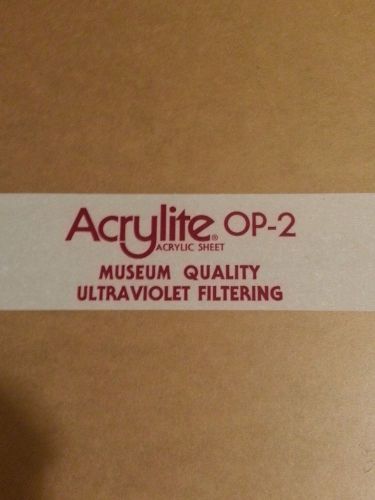 Acrylite® OP-2
ACRYLIC SHEET
MUSEUM QUALITY
ULTRAVIOLET FILTERING